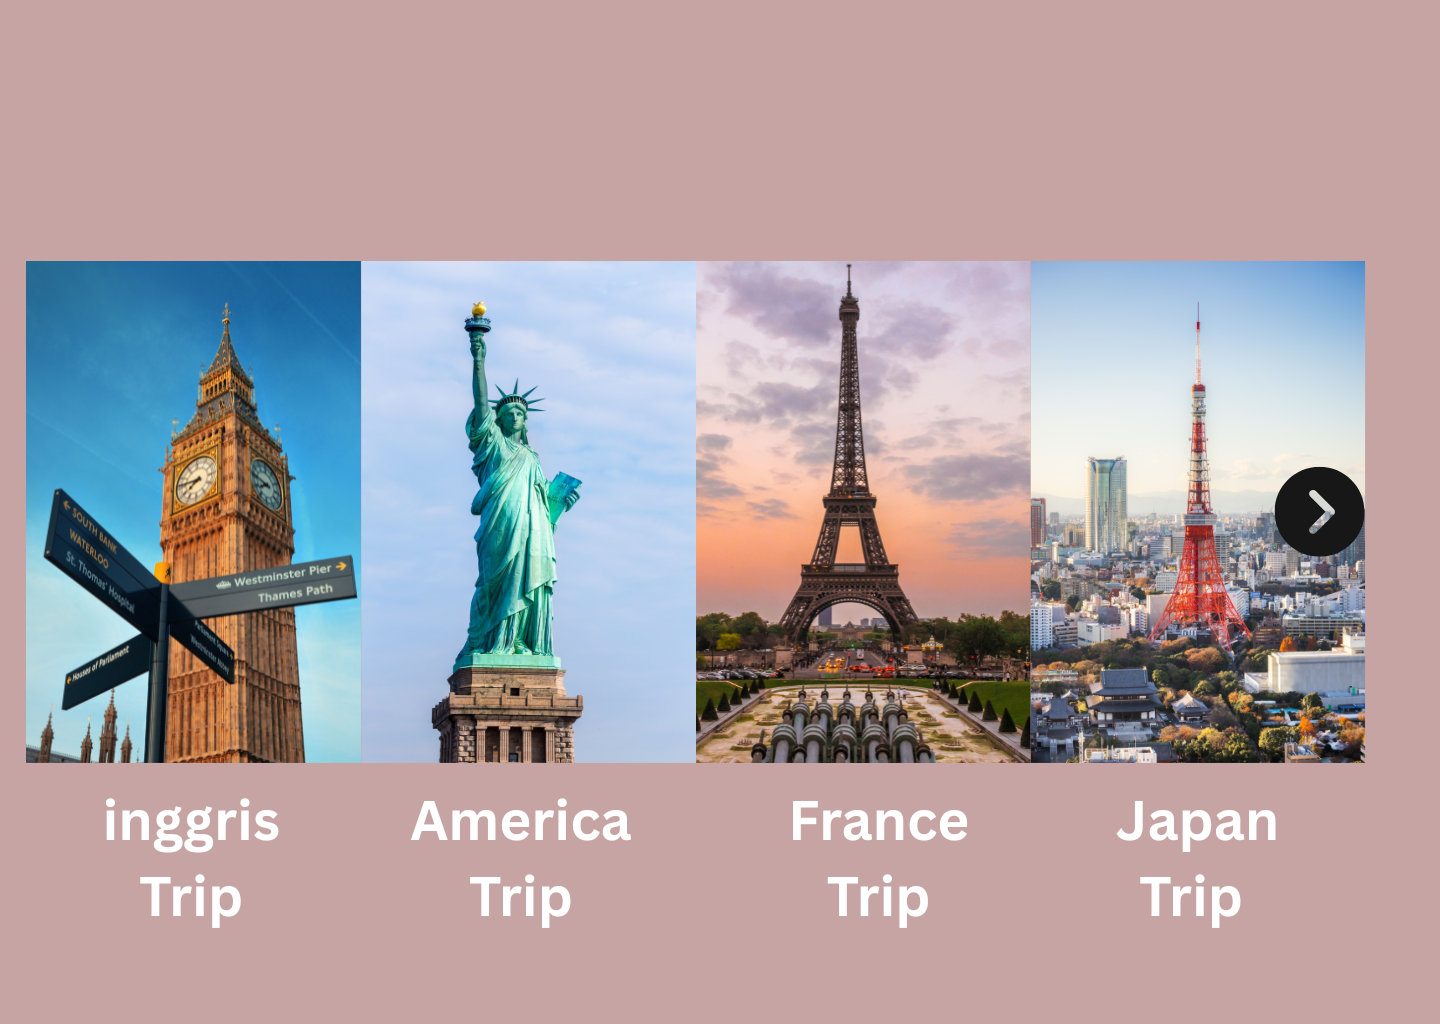 SOUTH BANK
WATERLOO
St. Thomas' Hospital
Westminster Pier
Thames Path
Houses of Parliament
inggris
Trip
America
Trip
France
Trip
Japan
Trip